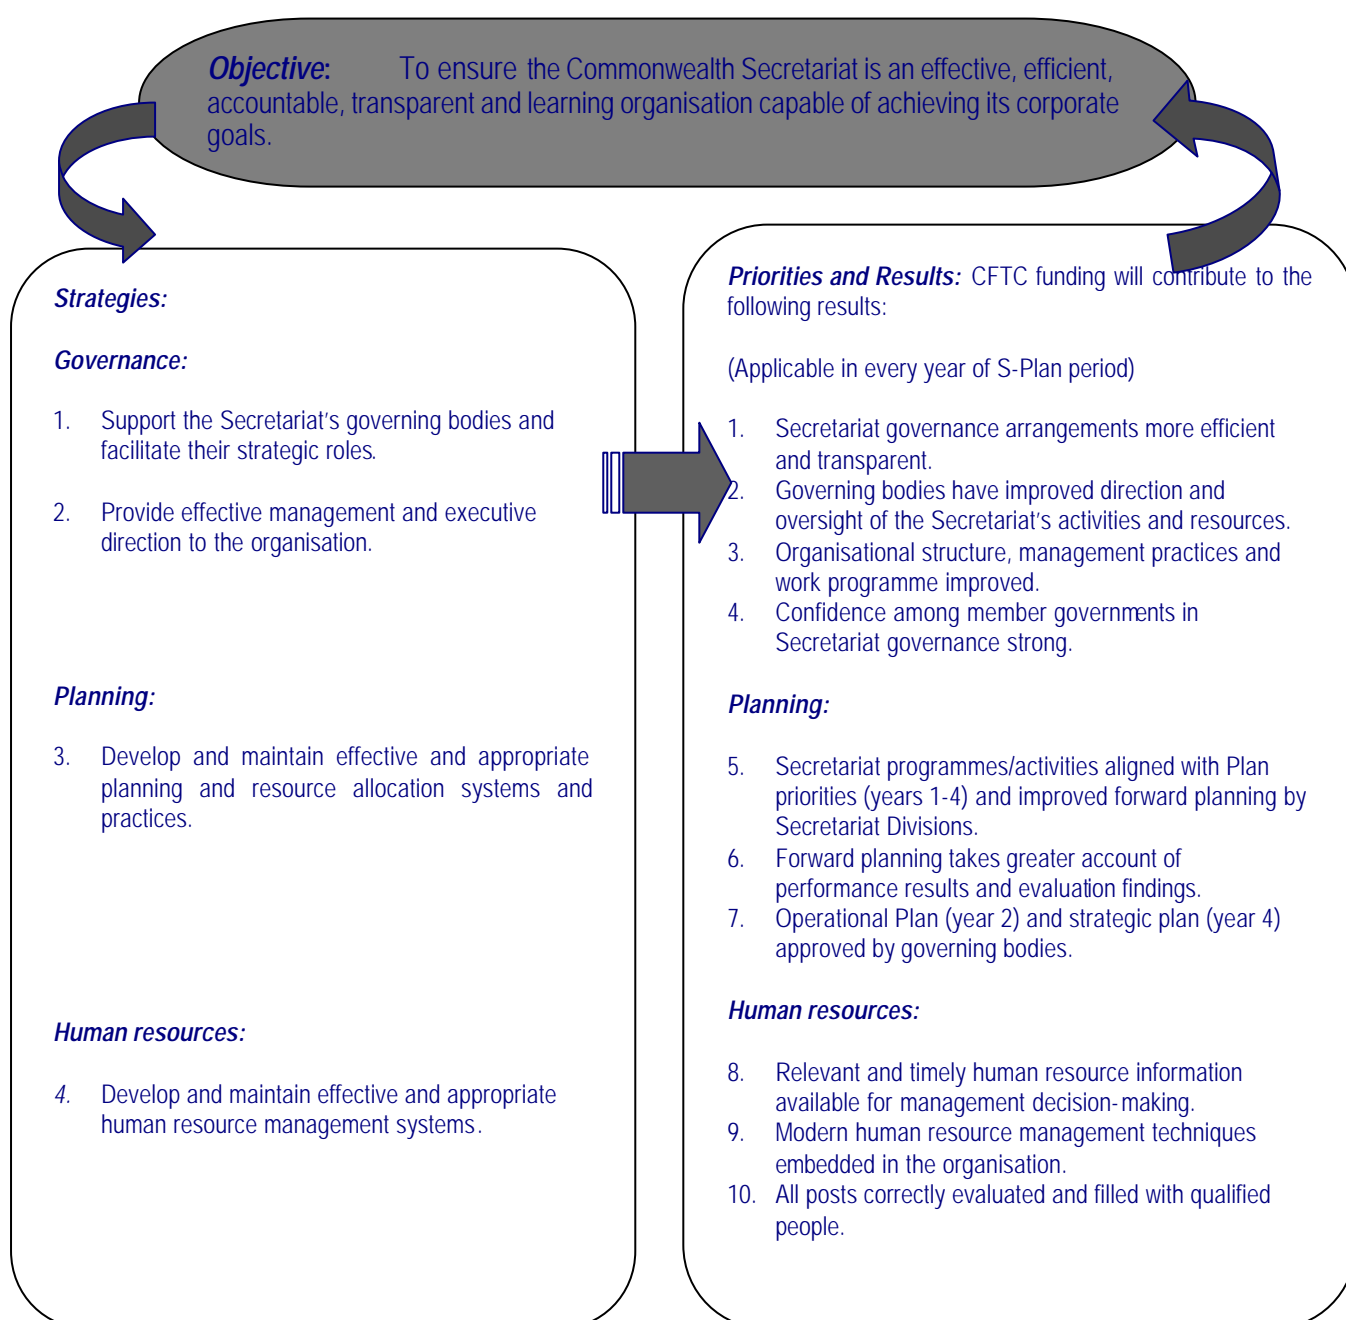 Objective: To ensure the Commonwealth Secretariat is an effective, efficient,
accountable, transparent and learning organisation capable of achieving its corporate
goals.
Strategies:
Governance:
1. Support the Secretariat's governing bodies and
facilitate their strategic roles.
2. Provide effective management and executive
direction to the organisation.
Planning:
3. Develop and maintain effective and appropriate
planning and resource allocation systems and
practices.
Human resources:
4. Develop and maintain effective and appropriate
human resource management systems.
Priorities and Results: CFTC funding will contribute to the
following results:
(Applicable in every year of S-Plan period)
1. Secretariat governance arrangements more efficient
and transparent.
2. Governing bodies have improved direction and
oversight of the Secretariat's activities and resources.
3. Organisational structure, management practices and
work programme improved.
4. Confidence among member governments in
Secretariat governance strong.
Planning:
5. Secretariat programmes/activities aligned with Plan
priorities (years 1-4) and improved forward planning by
Secretariat Divisions.
6. Forward planning takes greater account of
performance results and evaluation findings.
7. Operational Plan (year 2) and strategic plan (year 4)
approved by governing bodies.
Human resources:
8. Relevant and timely human resource information
available for management decision-making.
9. Modern human resource management techniques
embedded in the organisation.
10. All posts correctly evaluated and filled with qualified
people.